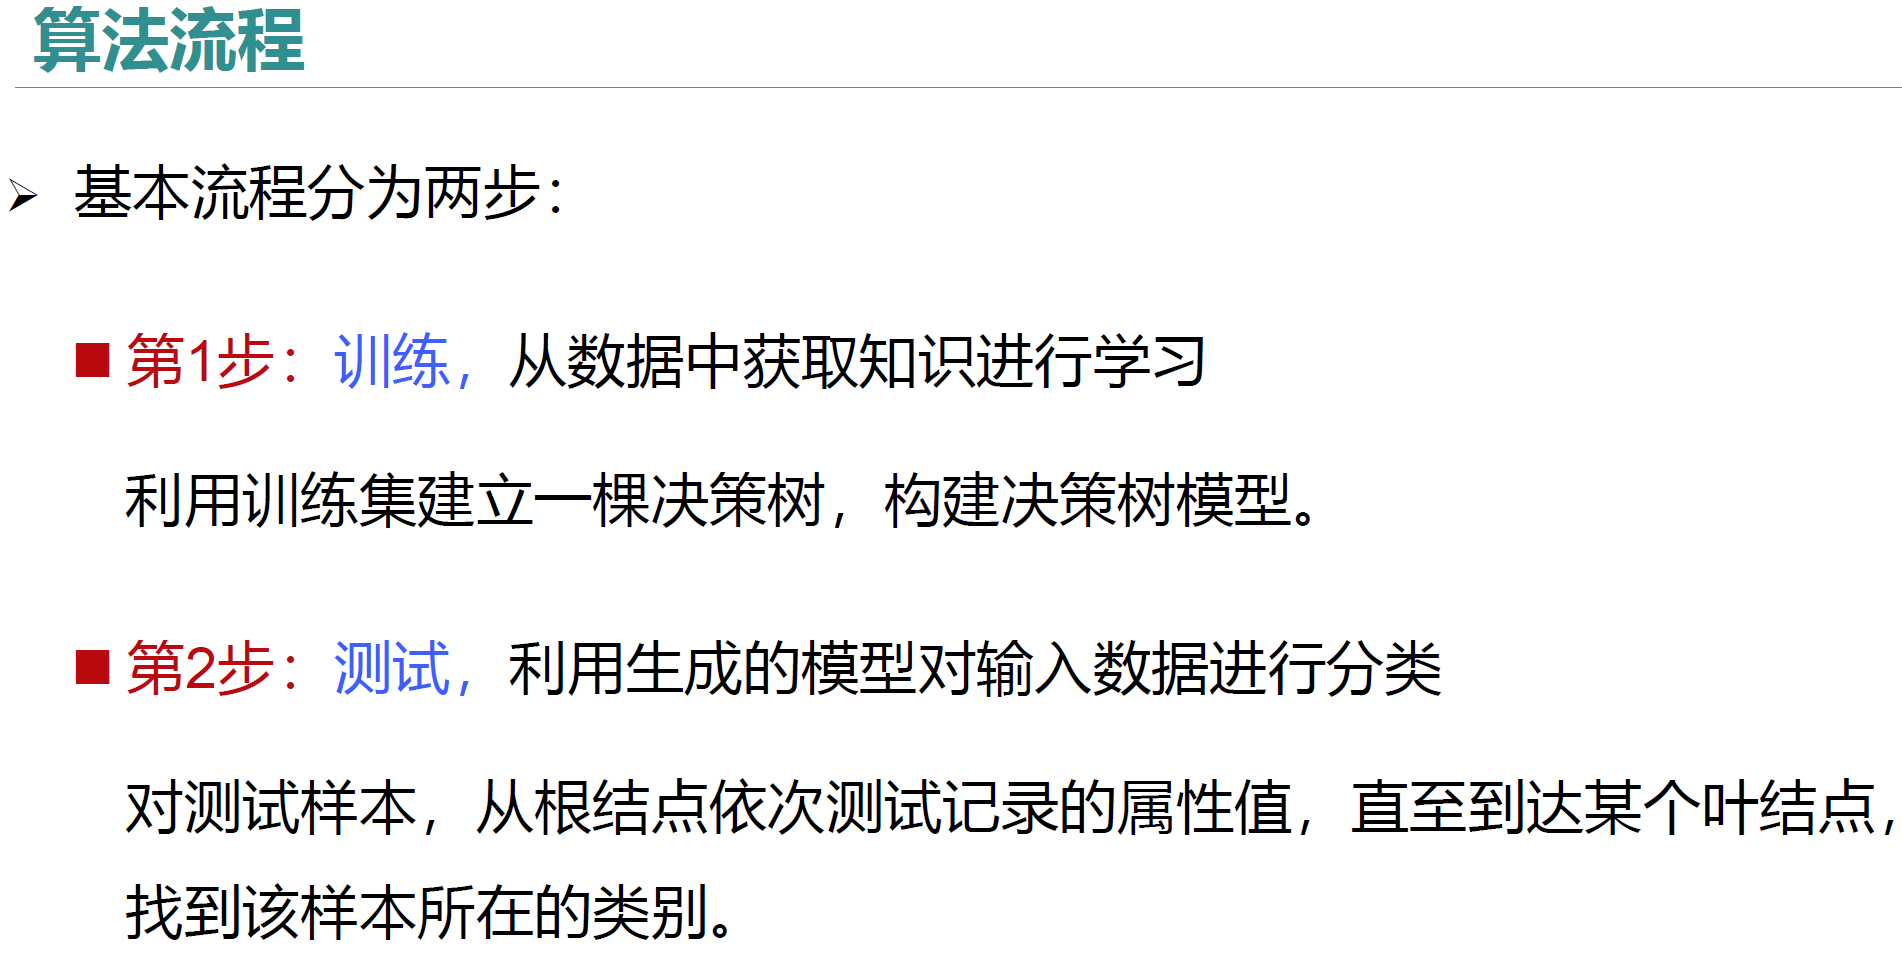 算法流程
基本流程分为两步：
第1步：训练，从数据中获取知识进行学习
利用训练集建立一棵决策树，构建决策树模型。
第2步：测试，利用生成的模型对输入数据进行分类
对测试样本，从根结点依次测试记录的属性值，直至到达某个叶结点，
找到该样本所在的类别。